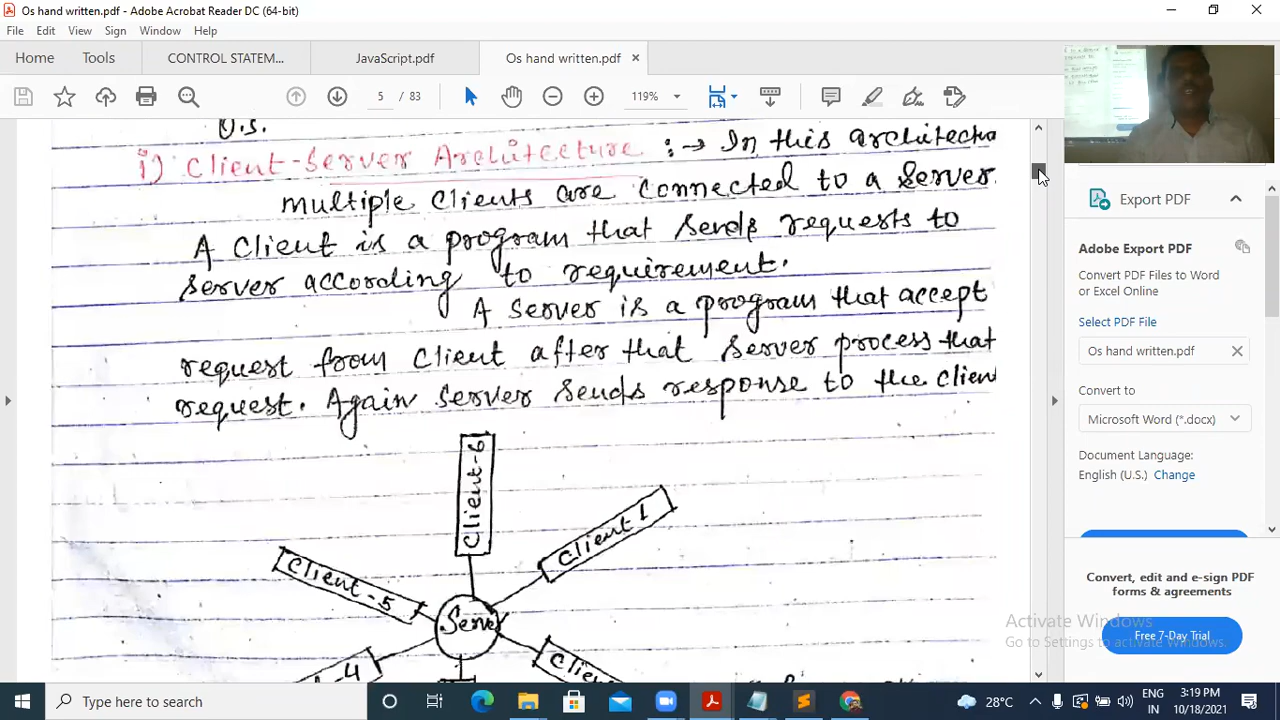 Os hand written.pdf - Adobe Acrobat Reader DC (64-bit)
File Edit View Sign Window Help
Home Tools CONTROL STATEM... JavaScript.pdf Os hand written.pdf
5 / 83 119%
O.S.
i) Client-Server Architecture :→ In this architectu
multiple clients are connected to a server
A client is a program that sends requests to
server according to requirement.
A server is a program that accept
request from client after that server process that
request. Again server sends response to the clien
Client-6
Client 1
Client-5
Serve
Clie
-4
Export PDF
Adobe Export PDF
Convert PDF Files to Word
or Excel Online
Select PDF File
Os hand written.pdf
Convert to
Microsoft Word (*.docx)
Document Language:
English (U.S.) Change
Convert, edit and e-sign PDF
forms & agreements
Free 7-Day Trial
Activate Windows
Go to Settings to activate Windows.
Type here to search
28°C
ENG
IN
3:19 PM
10/18/2021